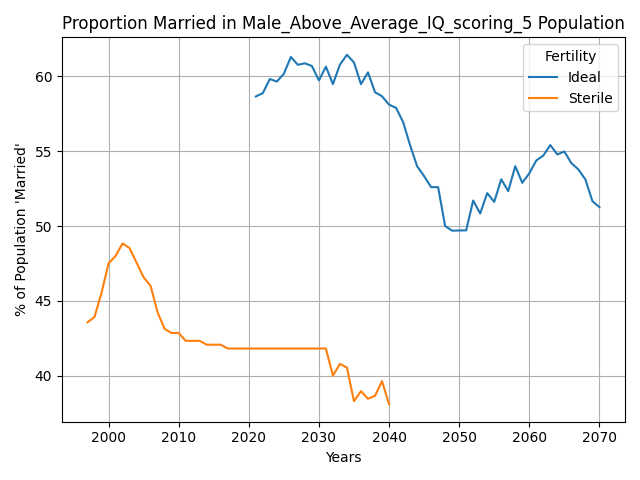 Proportion Married in Male_Above_Average_IQ_scoring_5 Population
Fertility
Ideal
Sterile
% of Population 'Married'
60
55
50
45
40
2000 2010 2020 2030 2040 2050 2060 2070
Years